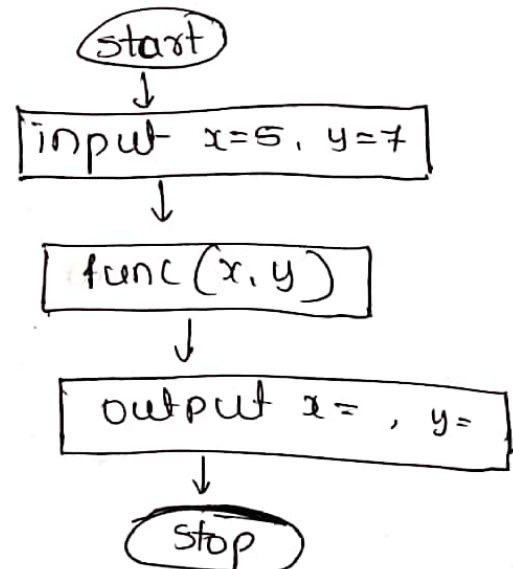 start
input x=5, y=7
func(x,y)
output x= , y=
stop